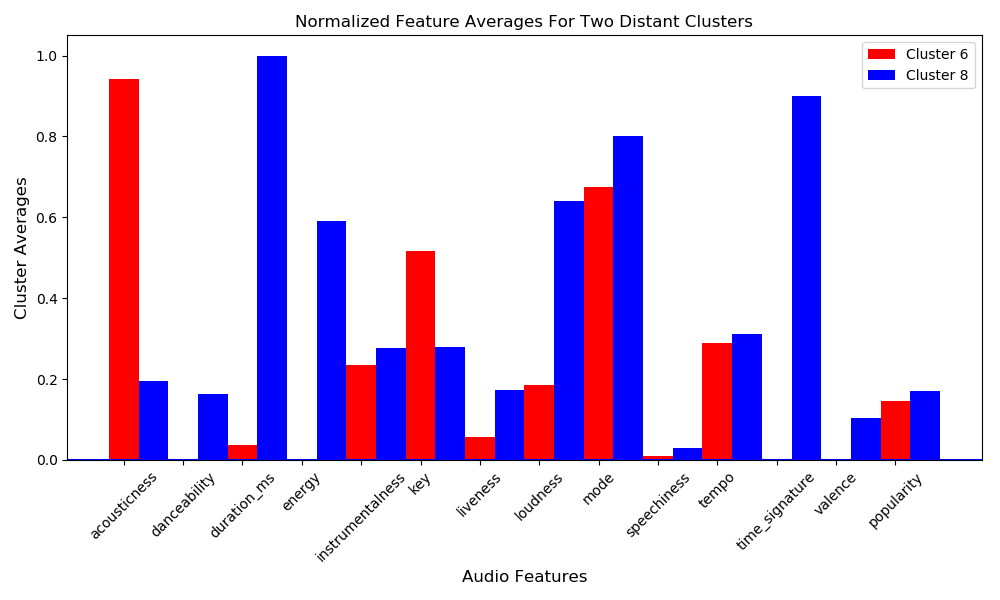 Normalized Feature Averages For Two Distant Clusters
Cluster 6
Cluster 8
Cluster Averages
1.0
0.8
0.6
0.4
0.2
0.0
acousticness
danceability
duration_ms
energy
instrumentalness
key
liveness
loudness
mode
speechiness
tempo
time_signature
valence
popularity
Audio Features